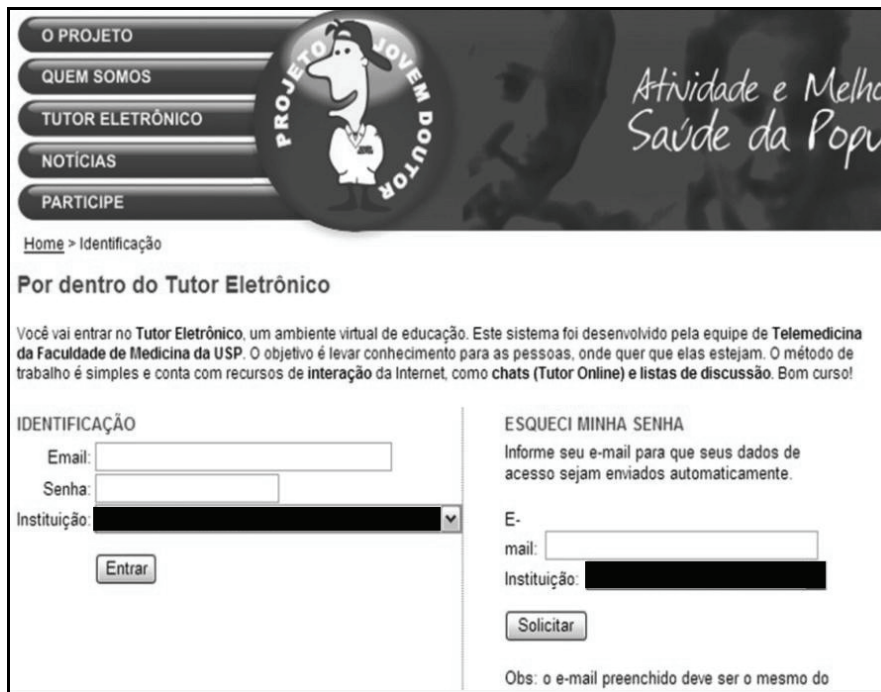 O PROJETO
QUEM SOMOS
TUTOR ELETRÔNICO
NOTÍCIAS
PARTICIPE
PROJETO JOVEM DOUTOR
Atividade e Melho
Saúde da Popu
Home > Identificação
Por dentro do Tutor Eletrônico
Você vai entrar no Tutor Eletrônico, um ambiente virtual de educação. Este sistema foi desenvolvido pela equipe de Telemedicina
da Faculdade de Medicina da USP. O objetivo é levar conhecimento para as pessoas, onde quer que elas estejam. O método de
trabalho é simples e conta com recursos de interação da Internet, como chats (Tutor Online) e listas de discussão. Bom curso!
IDENTIFICAÇÃO
Email:
Senha:
Instituição:
Entrar
ESQUECI MINHA SENHA
Informe seu e-mail para que seus dados de
acesso sejam enviados automaticamente.
E-
mail:
Instituição:
Solicitar
Obs: o e-mail preenchido deve ser o mesmo do